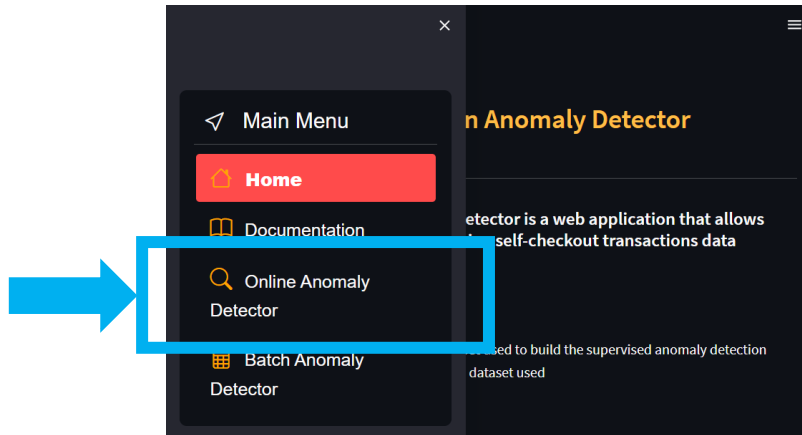 Main Menu
n Anomaly Detector
Home
etector is a web application that allows
self-checkout transactions data
Documentation
Online Anomaly
Detector
used to build the supervised anomaly detection
Batch Anomaly
dataset used
Detector